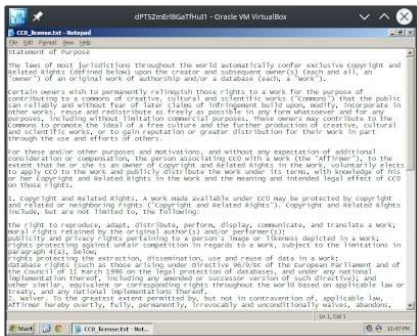 dPTSZmEri8GaTfHuI1 - Oracle VM VirtualBox
CC0_license.txt - Notepad
File Edit Format View Help
Statement of Purpose
The laws of most jurisdictions throughout the world automatically confer exclusive Copyright and
Related Rights (defined below) upon the creator and subsequent owner(s) (each and all, an
"owner") of an original work of authorship and/or a database (each, a "Work").
Certain owners wish to permanently relinquish those rights to a Work for the purpose of
contributing to a commons of creative, cultural and scientific works ("Commons") that the public
can reliably and without fear of later claims of infringement build upon, modify, incorporate in
other works, reuse and redistribute as freely as possible in any form whatsoever and for any
purposes, including without limitation commercial purposes. These owners may contribute to the
Commons to promote the ideal of a free culture and the further production of creative, cultural
and scientific works, or to gain reputation or greater distribution for their Work in part
through the use and efforts of others.
For these and/or other purposes and motivations, and without any expectation of additional
consideration or compensation, the person associating CC0 with a Work (the "Affirmer"), to the
extent that he or she is an owner of Copyright and Related Rights in the Work, voluntarily elects
to apply CC0 to the Work and publicly distribute the Work under its terms, with knowledge of his
or her Copyright and Related Rights in the Work and the meaning and intended legal effect of CC0
on those rights.
1. Copyright and Related Rights. A Work made available under CC0 may be protected by copyright
and related or neighboring rights ("Copyright and Related Rights"). Copyright and Related Rights
include, but are not limited to, the following:
the right to reproduce, adapt, distribute, perform, display, communicate, and translate a Work;
moral rights retained by the original author(s) and/or performer(s);
publicity and privacy rights pertaining to a person's image or likeness depicted in a Work;
rights protecting against unfair competition in regards to a Work, subject to the limitations in
paragraph 4(a), below;
rights protecting the extraction, dissemination, use and reuse of data in a Work;
database rights (such as those arising under Directive 96/9/EC of the European Parliament and of
the Council of 11 March 1996 on the legal protection of databases, and under any national
implementation thereof, including any amended or successor version of such directive); and
other similar, equivalent or corresponding rights throughout the world based on applicable law or
treaty, and any national implementations thereof.
2. Waiver. To the greatest extent permitted by, but not in contravention of, applicable law,
Affirmer hereby overtly, fully, permanently, irrevocably and unconditionally waives, abandons,
Ln 1, Col 1
Start
CC0_license.txt - Not...
10:47 PM